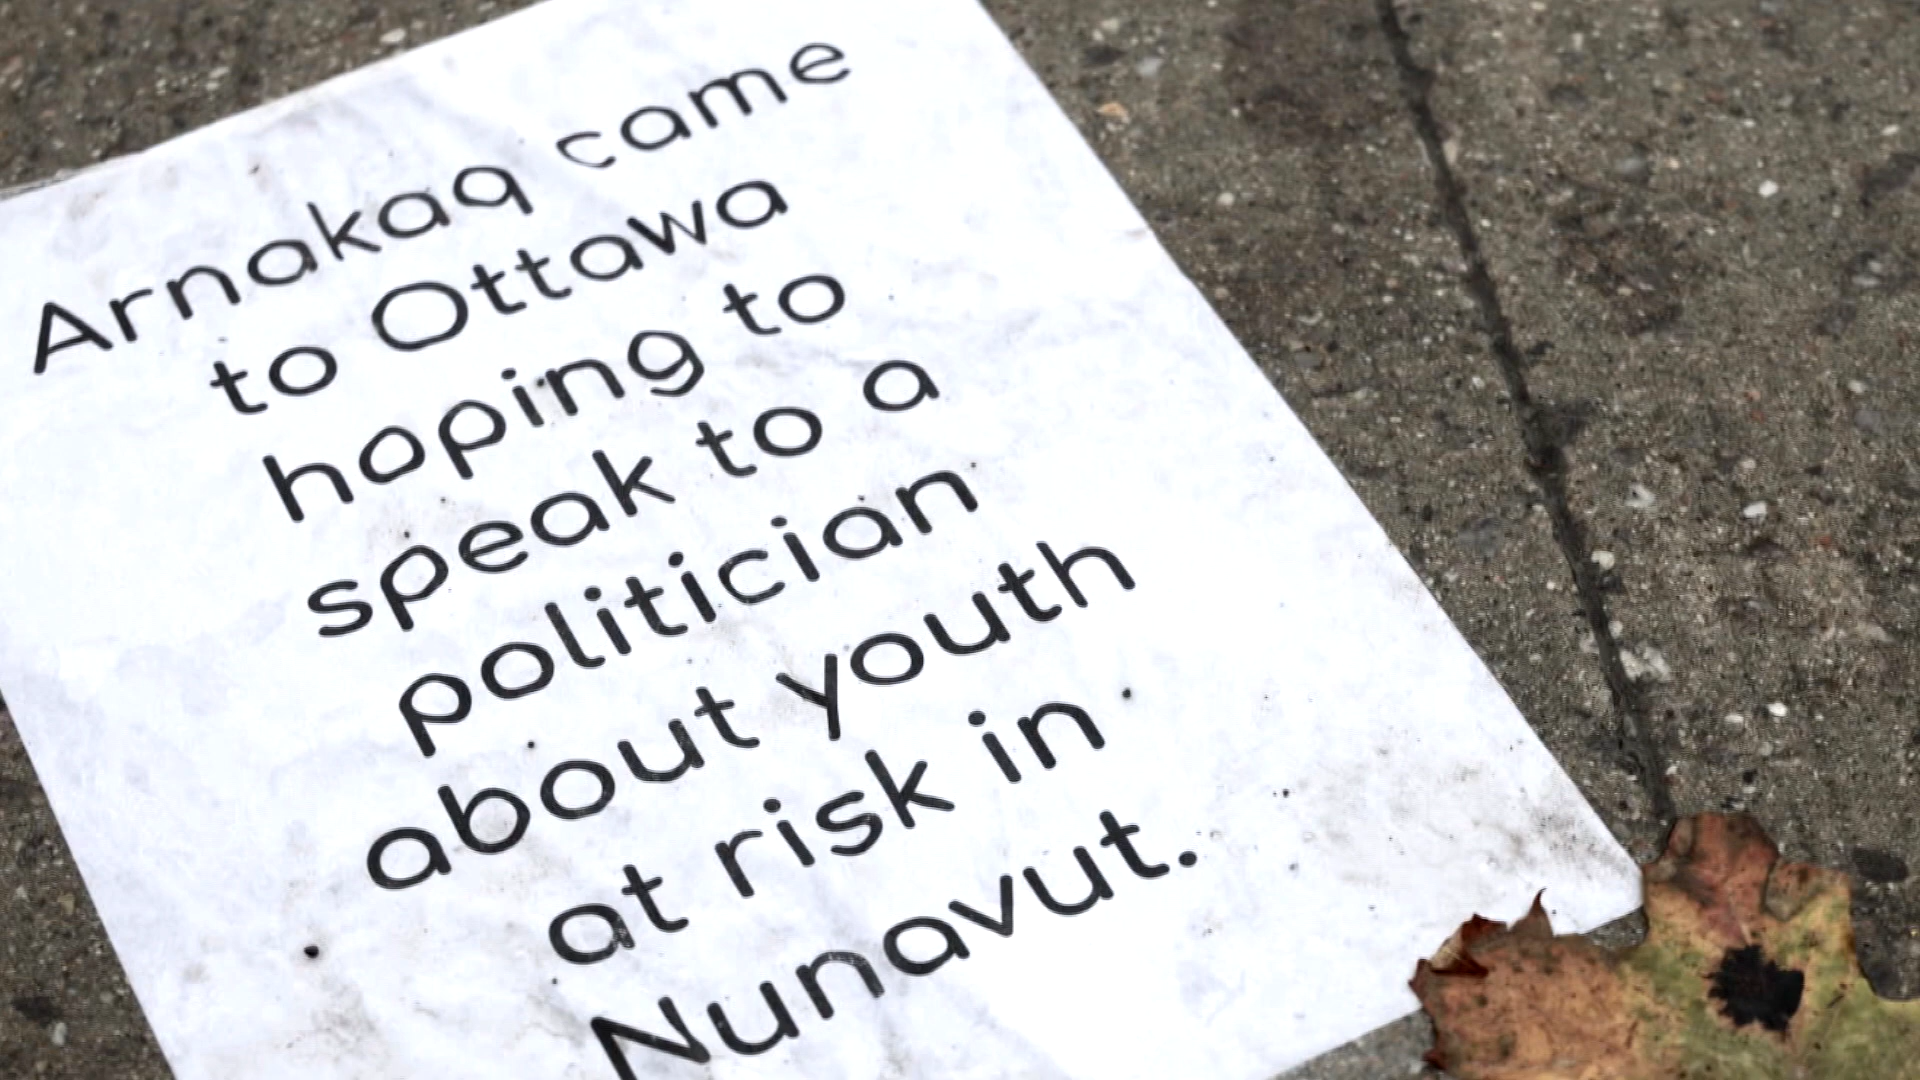 Arnakaq came
to Ottawa
hoping to
speak to a
politician
about youth
at risk in
Nunavut.